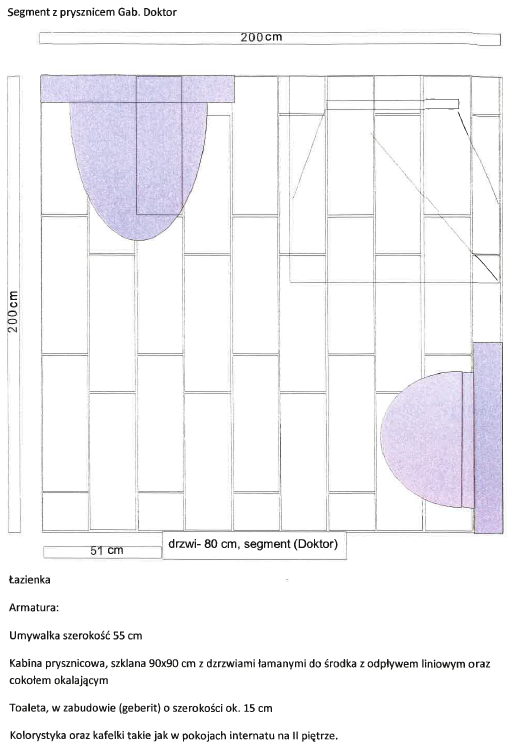 Segment z prysznicem Gab. Doktor
200cm
200cm
51 cm
drzwi- 80 cm, segment (Doktor)
Łazienka
Armatura:
Umywalka szerokość 55 cm
Kabina prysznicowa, szklana 90x90 cm z dzrzwiami łamanymi do środka z odpływem liniowym oraz
cokołem okalającym
Toaleta, w zabudowie (geberit) o szerokości ok. 15 cm
Kolorystyka oraz kafelki takie jak w pokojach internatu na II piętrze.